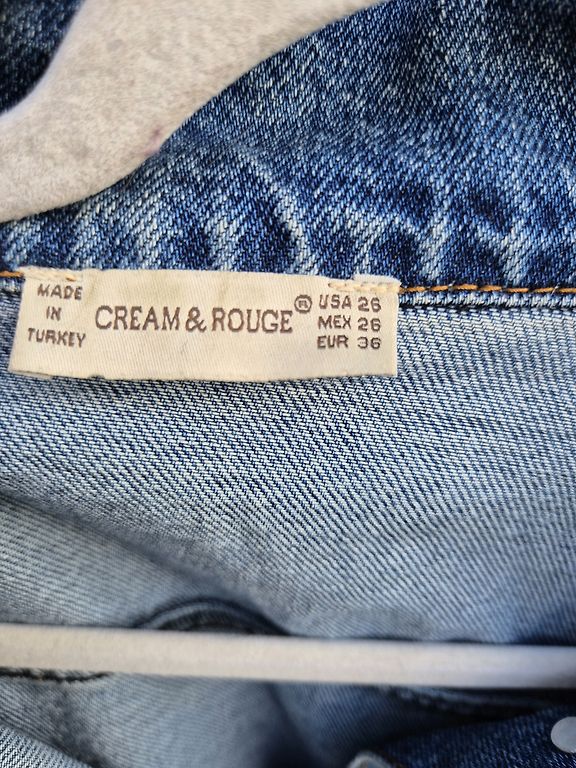 MADE
IN
TURKEY
CREAM & ROUGE ®
USA 26
MEX 26
EUR 36